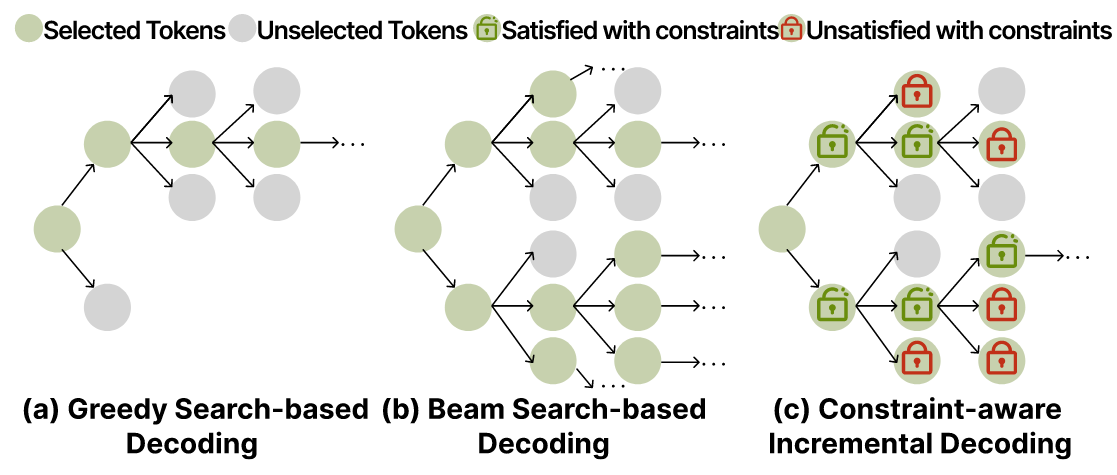 Selected Tokens Unselected Tokens Satisfied with constraints Unsatisfied with constraints
...
...
...
...
...
...
...
...
...
(a) Greedy Search-based
Decoding
(b) Beam Search-based
Decoding
(c) Constraint-aware
Incremental Decoding